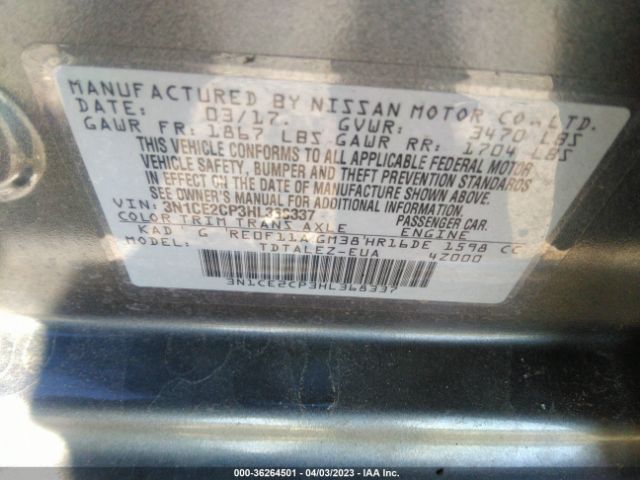 MANUFACTURED BY NISSAN MOTOR CO.,LTD.
DATE: 03/17. GVWR: 3470 LBS
GAWR FR: 1867 LBS GAWR RR: 1704 LBS
THIS VEHICLE CONFORMS TO ALL APPLICABLE FEDERAL MOTOR
VEHICLE SAFETY, BUMPER AND THEFT PREVENTION STANDARDS
IN EFFECT ON THE DATE OF MANUFACTURE SHOWN ABOVE.
SEE OWNER'S MANUAL FOR ADDITIONAL INFORMATION.
VIN: 3N1CE2CP3HL368337 PASSENGER CAR.
COLOR TRIM TRANS AXLE ENGINE
KAD G RE0F11A GM38 HR16DE 1598 CC
TDTALEZ-EUA 4Z000
3N1CE2CP3HL368337
000-36264501 - 04/03/2023 - IAA Inc.